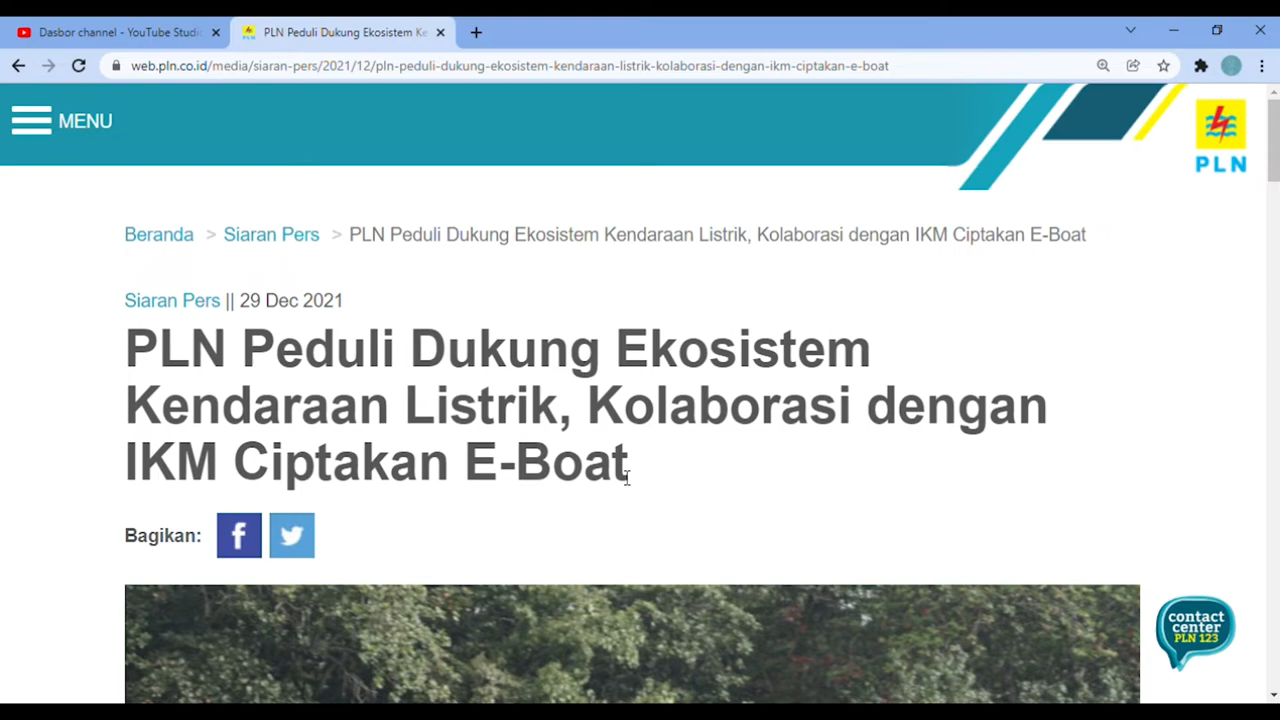 Dasbor channel - YouTube Studi
PLN Peduli Dukung Ekosistem Ke
web.pln.co.id/media/siaran-pers/2021/12/pln-peduli-dukung-ekosistem-kendaraan-listrik-kolaborasi-dengan-ikm-ciptakan-e-boat
MENU
PLN
Beranda > Siaran Pers > PLN Peduli Dukung Ekosistem Kendaraan Listrik, Kolaborasi dengan IKM Ciptakan E-Boat
Siaran Pers || 29 Dec 2021
PLN Peduli Dukung Ekosistem
Kendaraan Listrik, Kolaborasi dengan
IKM Ciptakan E-Boat
Bagikan:
contact
center
PLN 123